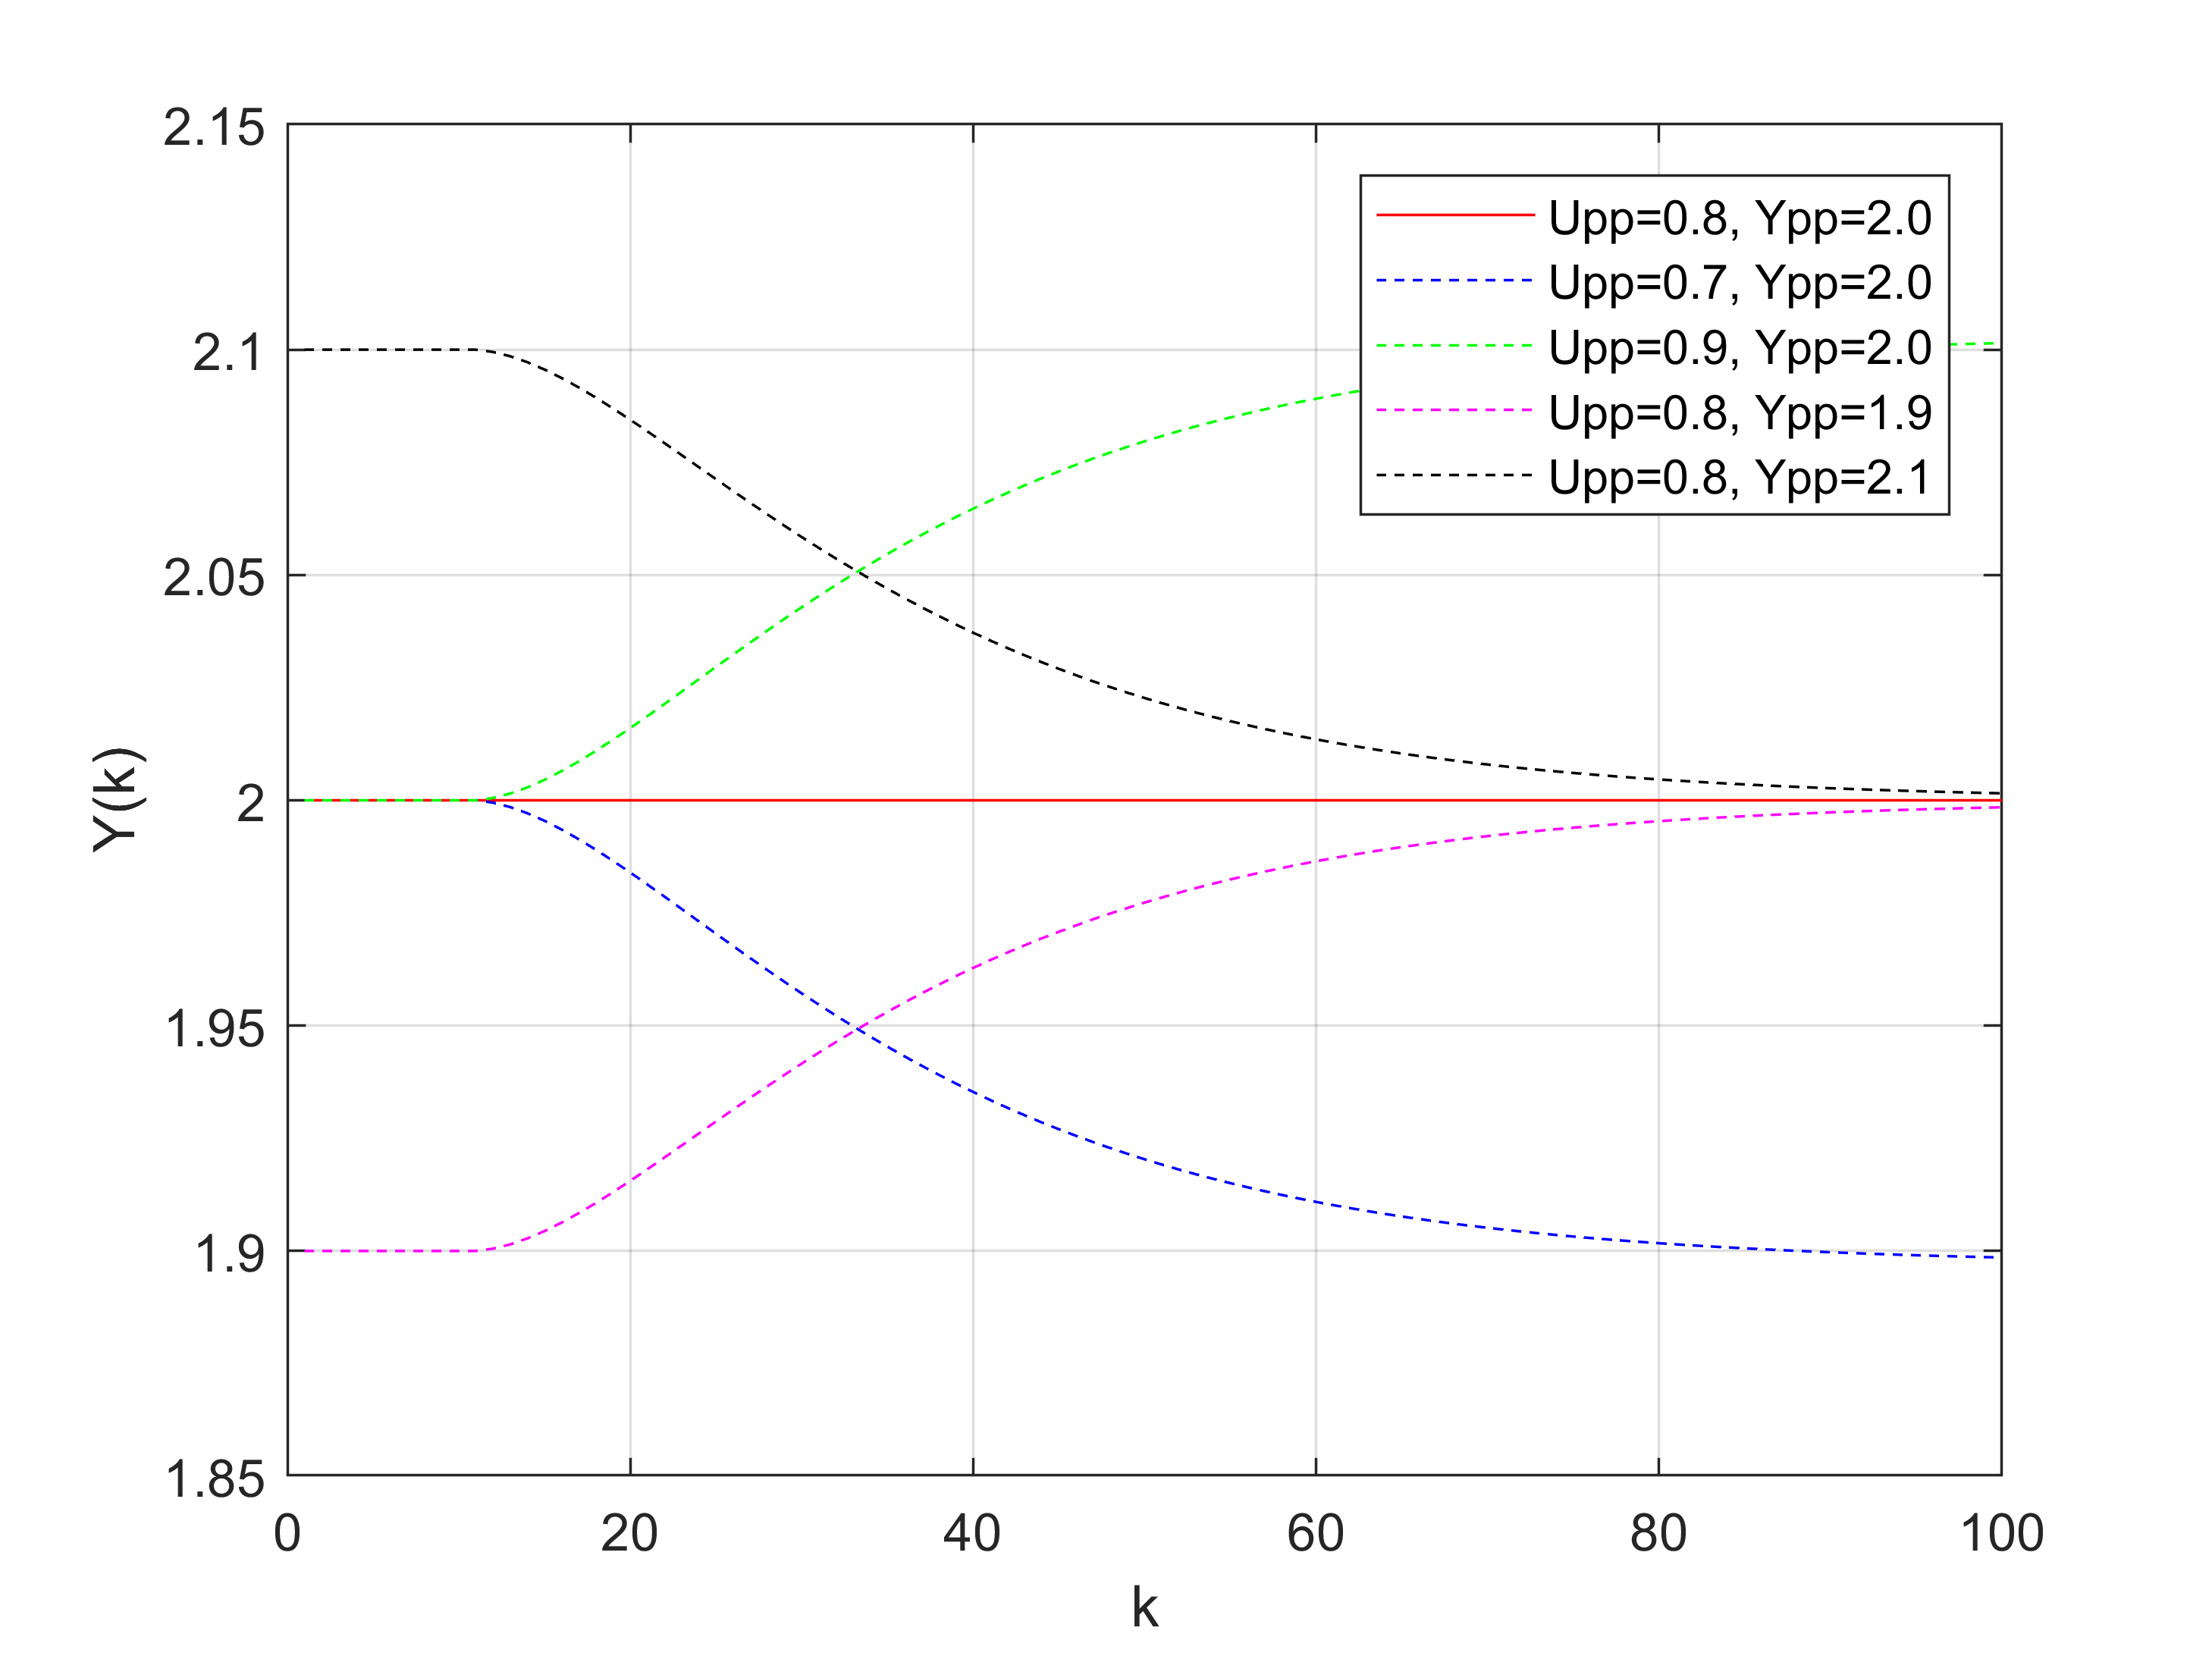 2.15
2.1
2.05
2
1.95
1.9
1.85
Y(k)
Upp=0.8, Ypp=2.0
Upp=0.7, Ypp=2.0
Upp=0.9, Ypp=2.0
Upp=0.8, Ypp=1.9
Upp=0.8, Ypp=2.1
0 20 40 60 80 100
k